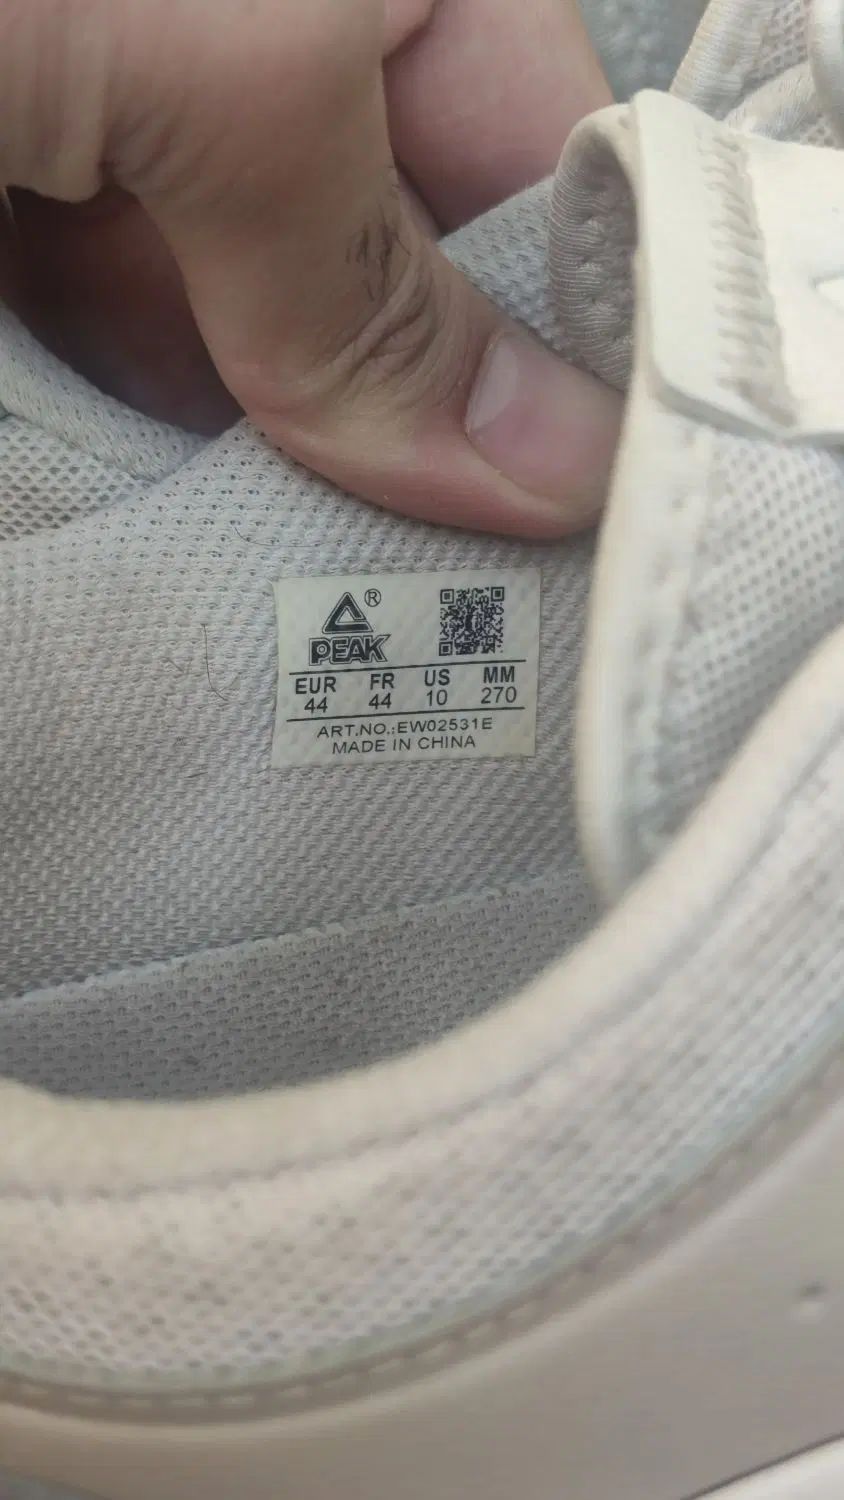 ®
PEAK
EUR FR US MM
44 44 10 270
ART.NO.:EW02531E
MADE IN CHINA